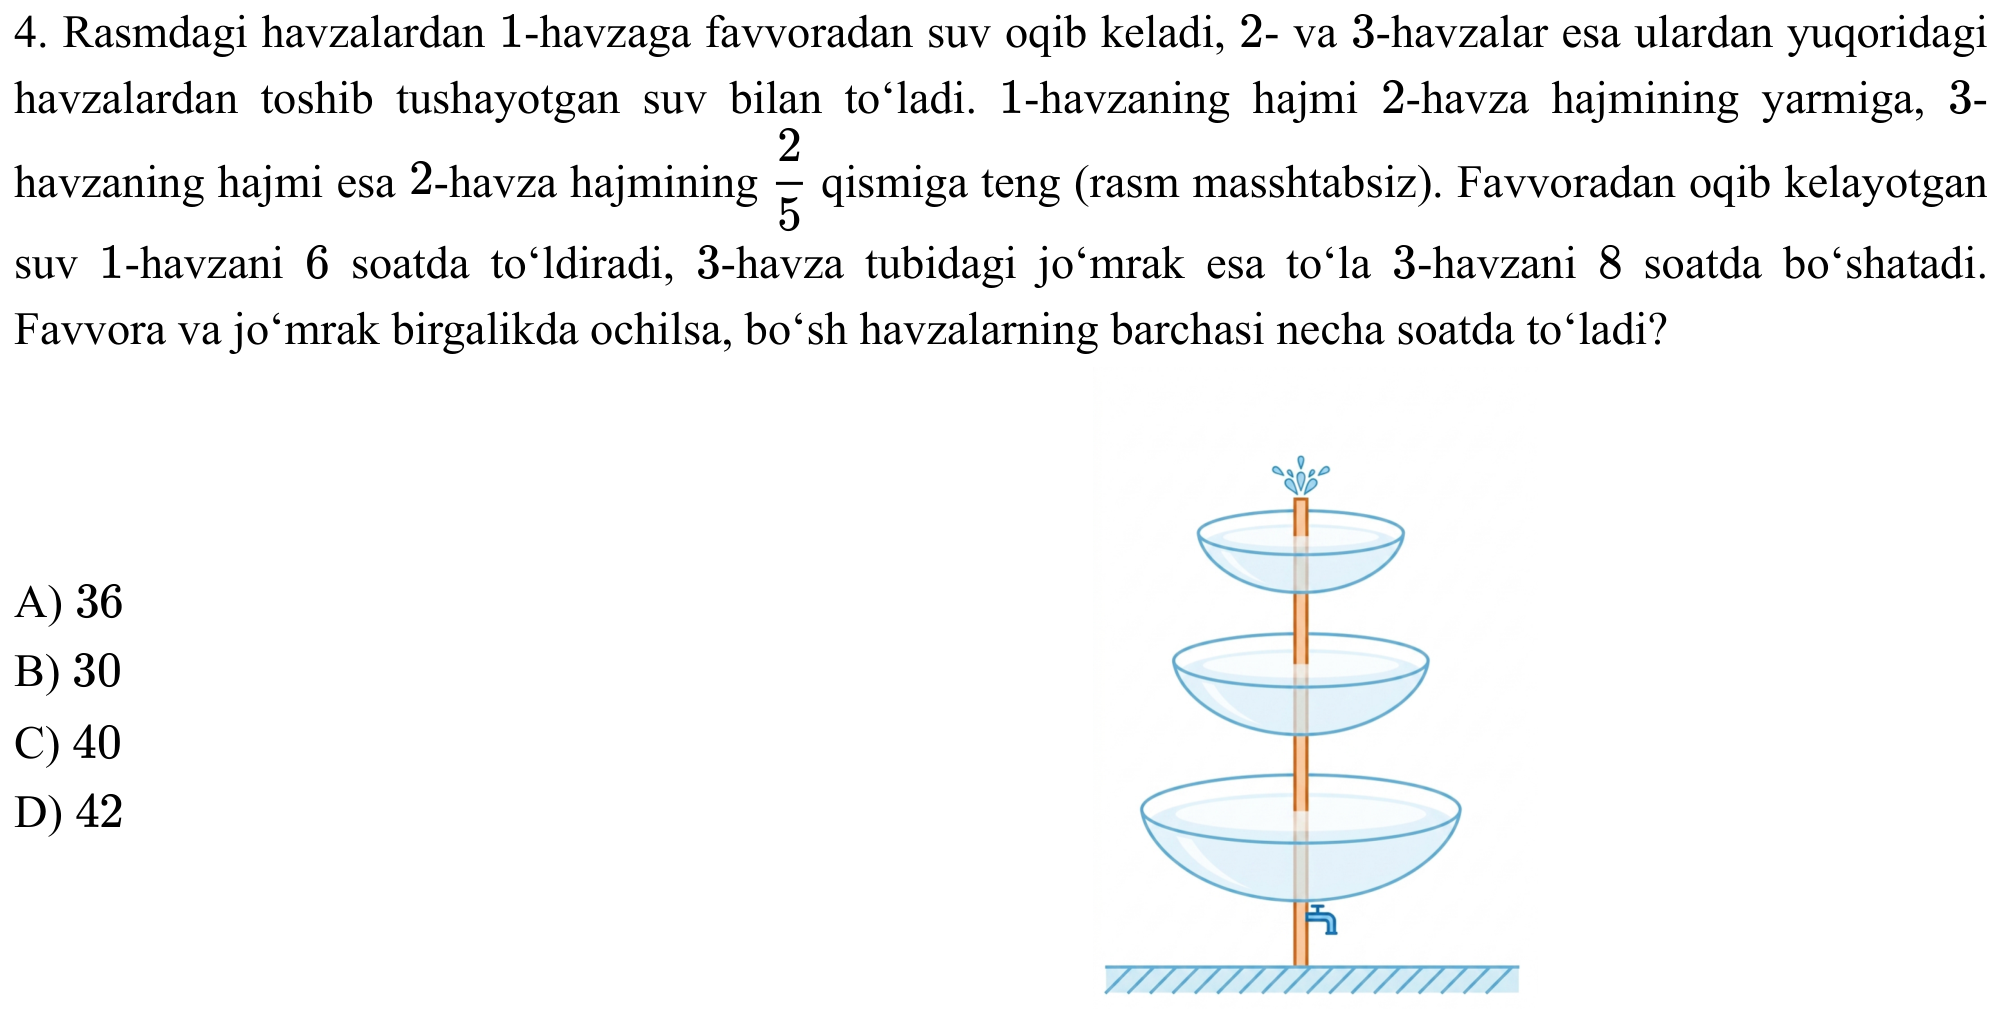 4. Rasmdagi havzalardan 1-havzaga favvoradan suv oqib keladi, 2- va 3-havzalar esa ulardan yuqoridagi
havzalardan toshib tushayotgan suv bilan to‘ladi. 1-havzaning hajmi 2-havza hajmining yarmiga, 3-
havzaning hajmi esa 2-havza hajmining 2/5 qismiga teng (rasm masshtabsiz). Favvoradan oqib kelayotgan
suv 1-havzani 6 soatda to‘ldiradi, 3-havza tubidagi jo‘mrak esa to‘la 3-havzani 8 soatda bo‘shatadi.
Favvora va jo‘mrak birgalikda ochilsa, bo‘sh havzalarning barchasi necha soatda to‘ladi?
A) 36
B) 30
C) 40
D) 42